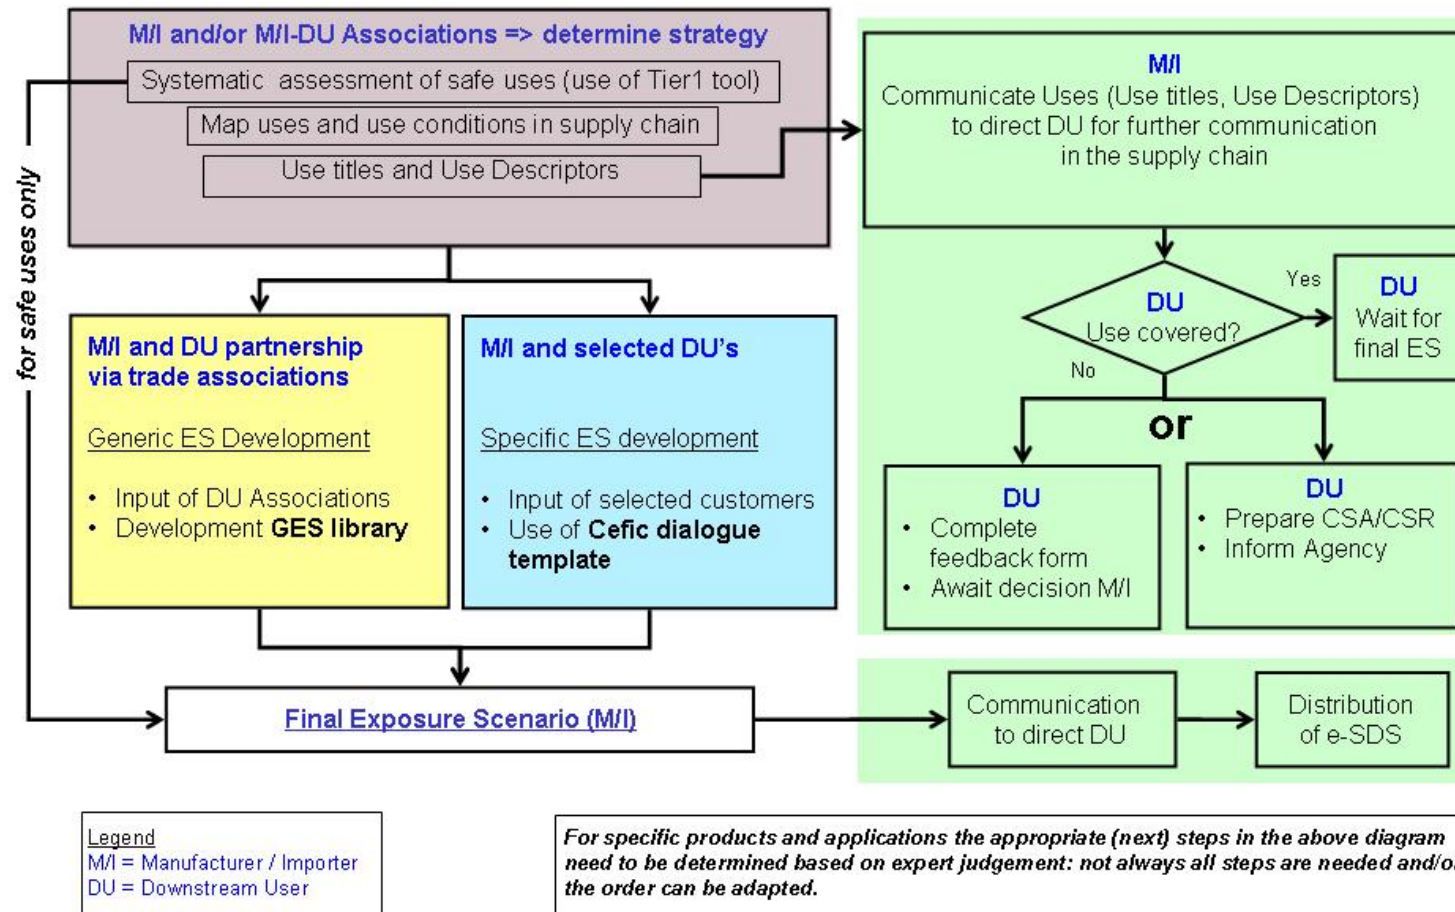 M/I and/or M/I-DU Associations => determine strategy
Systematic assessment of safe uses (use of Tier1 tool)
Map uses and use conditions in supply chain
Use titles and Use Descriptors
for safe uses only
M/I
Communicate Uses (Use titles, Use Descriptors)
to direct DU for further communication
in the supply chain
DU
Use covered?
Yes
No
DU
Wait for
final ES
or
DU
• Complete
feedback form
• Await decision M/I
DU
• Prepare CSA/CSR
• Inform Agency
M/I and DU partnership
via trade associations
Generic ES Development
• Input of DU Associations
• Development GES library
M/I and selected DU's
Specific ES development
• Input of selected customers
• Use of Cefic dialogue
template
Final Exposure Scenario (M/I)
Communication
to direct DU
Distribution
of e-SDS
Legend
M/I = Manufacturer / Importer
DU = Downstream User
For specific products and applications the appropriate (next) steps in the above diagram
need to be determined based on expert judgement: not always all steps are needed and/o
the order can be adapted.